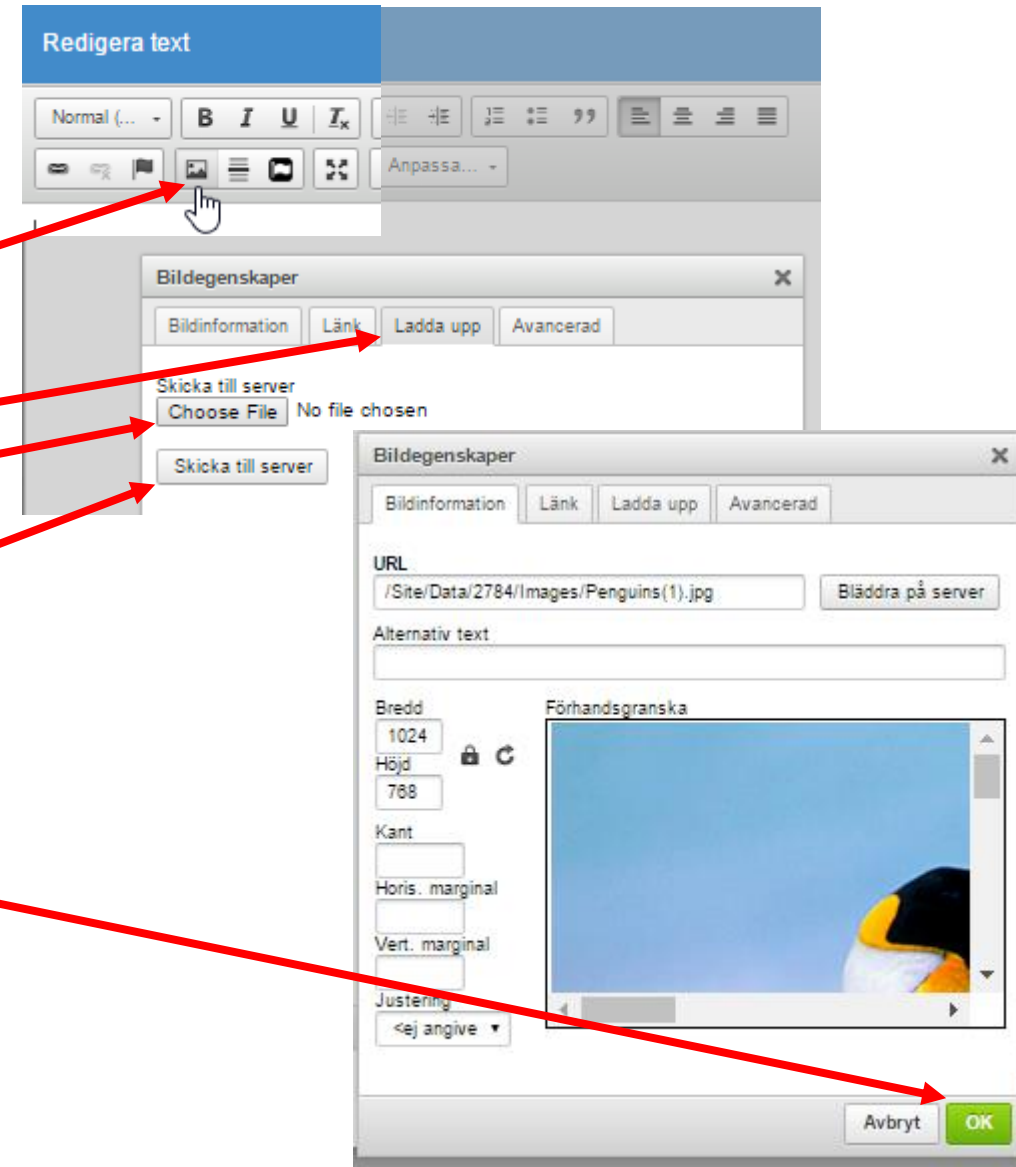 Redigera text
Normal (...
B I U Tx
Anpassa...
Bildegenskaper
Bildinformation Länk Ladda upp Avancerad
Skicka till server
Choose File No file chosen
Skicka till server
Bildegenskaper
Bildinformation Länk Ladda upp Avancerad
URL
/Site/Data/2784/Images/Penguins(1).jpg Bläddra på server
Alternativ text
Bredd Förhandsgranska
1024
Höjd
768
Kant
Horis. marginal
Vert. marginal
Justering
<ej angive
Avbryt OK